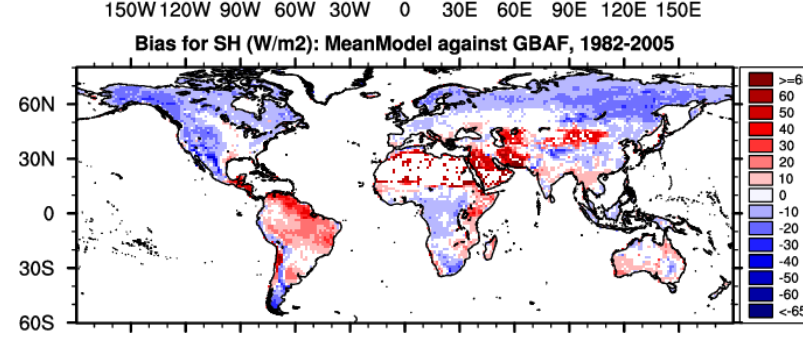 150W 120W 90W 60W 30W 0 30E 60E 90E 120E 150E
Bias for SH (W/m2): MeanModel against GBAF, 1982-2005
60N
30N
0
30S
60S
>=6
60
50
40
30
20
10
0
-10
-20
-30
-40
-50
-60
<-65